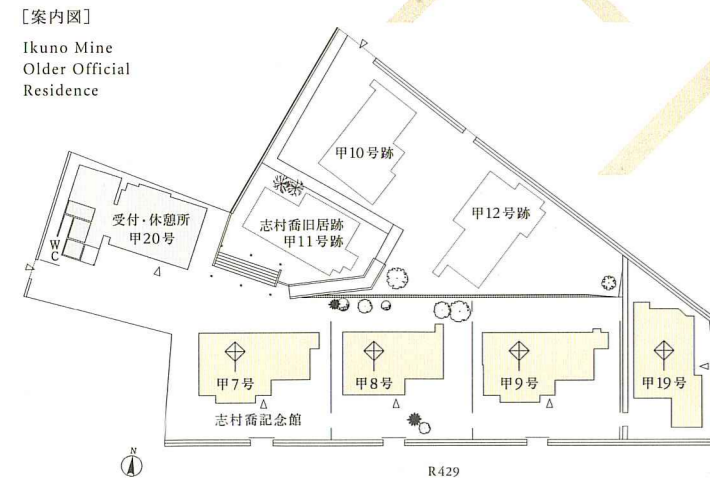 ［案内図］
Ikuno Mine
Older Official
Residence
甲10号跡
甲12号跡
受付・休憩所
甲20号
WC
志村喬旧居跡
甲11号跡
甲7号
甲8号
甲9号
甲19号
志村喬記念館
N
R429